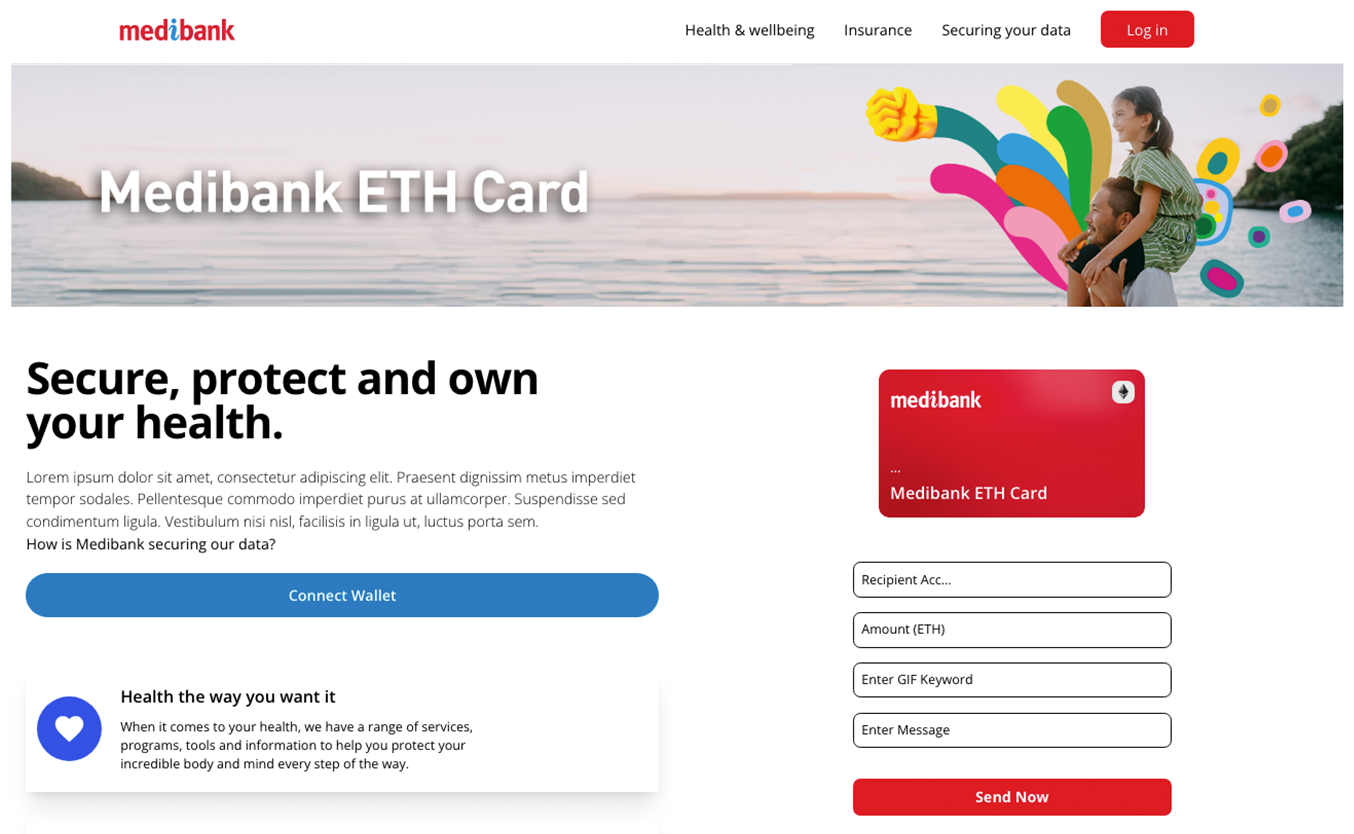 medibank
Health & wellbeing
Insurance
Securing your data
Log in
Medibank ETH Card
Secure, protect and own
your health.
Lorem ipsum dolor sit amet, consectetur adipiscing elit. Praesent dignissim metus imperdiet
tempor sodales. Pellentesque commodo imperdiet purus at ullamcorper. Suspendisse sed
condimentum ligula. Vestibulum nisi nisl, facilisis in ligula ut, luctus porta sem.
How is Medibank securing our data?
Connect Wallet
Health the way you want it
When it comes to your health, we have a range of services,
programs, tools and information to help you protect your
incredible body and mind every step of the way.
medibank
...
Medibank ETH Card
Recipient Acc...
Amount (ETH)
Enter GIF Keyword
Enter Message
Send Now